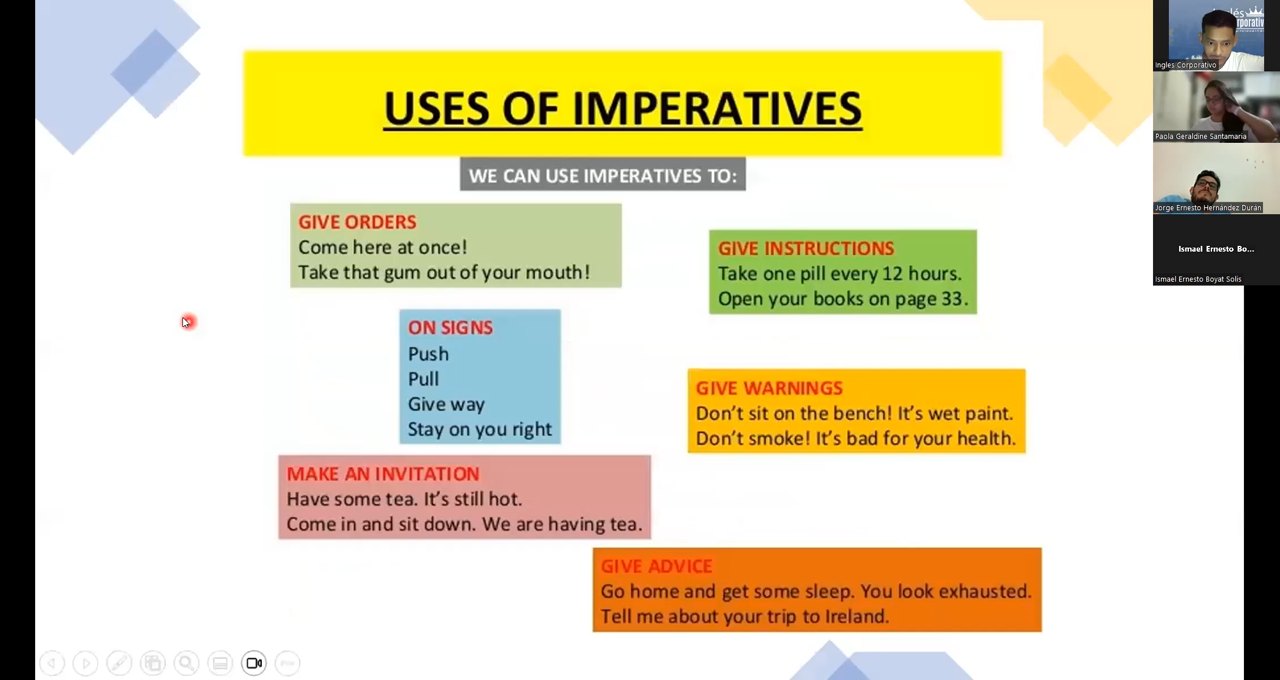 USES OF IMPERATIVES
WE CAN USE IMPERATIVES TO:
GIVE ORDERS
Come here at once!
Take that gum out of your mouth!
GIVE INSTRUCTIONS
Take one pill every 12 hours.
Open your books on page 33.
ON SIGNS
Push
Pull
Give way
Stay on you right
GIVE WARNINGS
Don't sit on the bench! It's wet paint.
Don't smoke! It's bad for your health.
MAKE AN INVITATION
Have some tea. It's still hot.
Come in and sit down. We are having tea.
GIVE ADVICE
Go home and get some sleep. You look exhausted.
Tell me about your trip to Ireland.
Ingles Corporativo
Paola Geraldine Santamaria
Jorge Ernesto Hernández Durán
Ismael Ernesto Bo...
Ismael Ernesto Boyat Solis